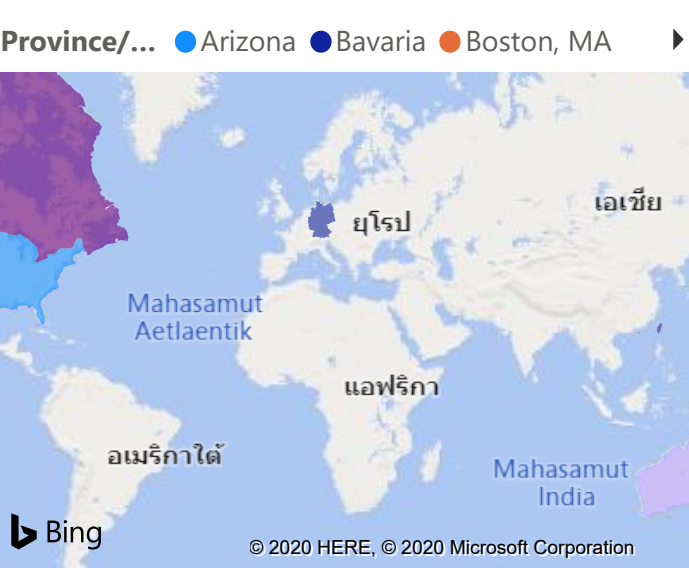 Province/... Arizona Bavaria Boston, MA
เอเชีย
ยุโรป
Mahasamut
Aetlaentik
แอฟริกา
อเมริกาใต้
Mahasamut
India
Bing
© 2020 HERE, © 2020 Microsoft Corporation